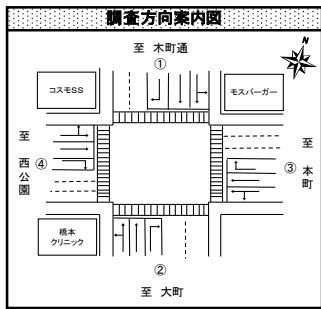 調査方向案内図
至 木町通
①
N
コスモSS
モスバーガー
至 西公園
④
③
至 本町
橋本
クリニック
②
至 大町